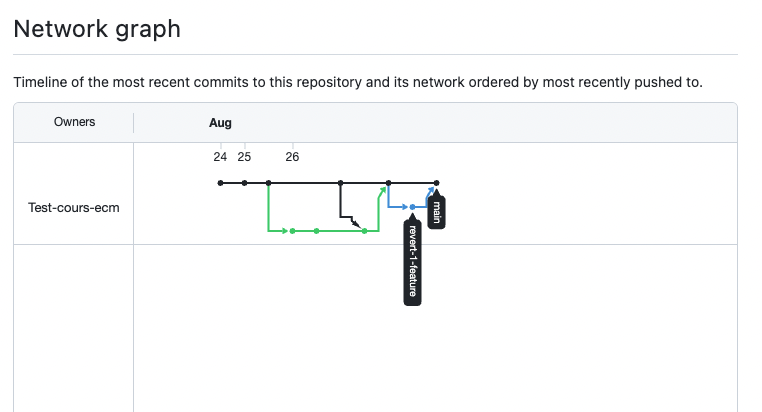 Network graph
Timeline of the most recent commits to this repository and its network ordered by most recently pushed to.
Owners
Aug
24 25 26
Test-cours-ecm
main
revert-1-feature